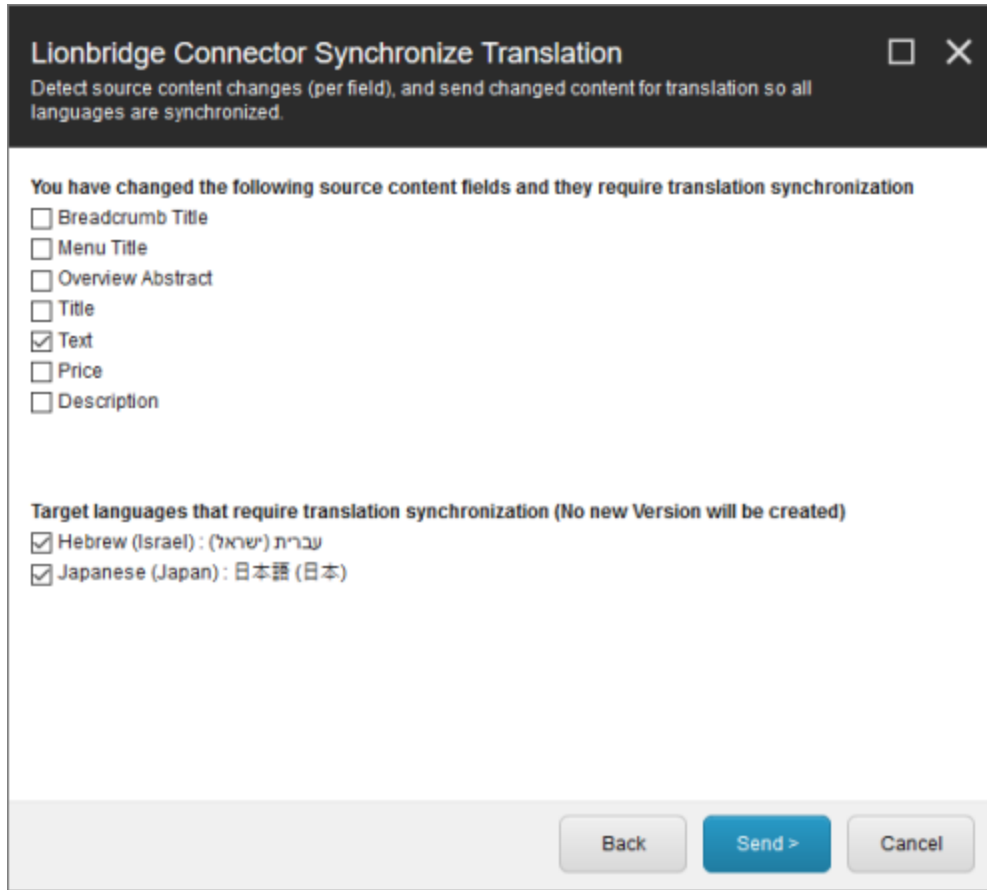 Lionbridge Connector Synchronize Translation
Detect source content changes (per field), and send changed content for translation so all
languages are synchronized.
You have changed the following source content fields and they require translation synchronization
Breadcrumb Title
Menu Title
Overview Abstract
Title
Text
Price
Description
Target languages that require translation synchronization (No new Version will be created)
Hebrew (Israel) : עברית (ישראל)
Japanese (Japan) : 日本語 (日本)
Back
Send >
Cancel